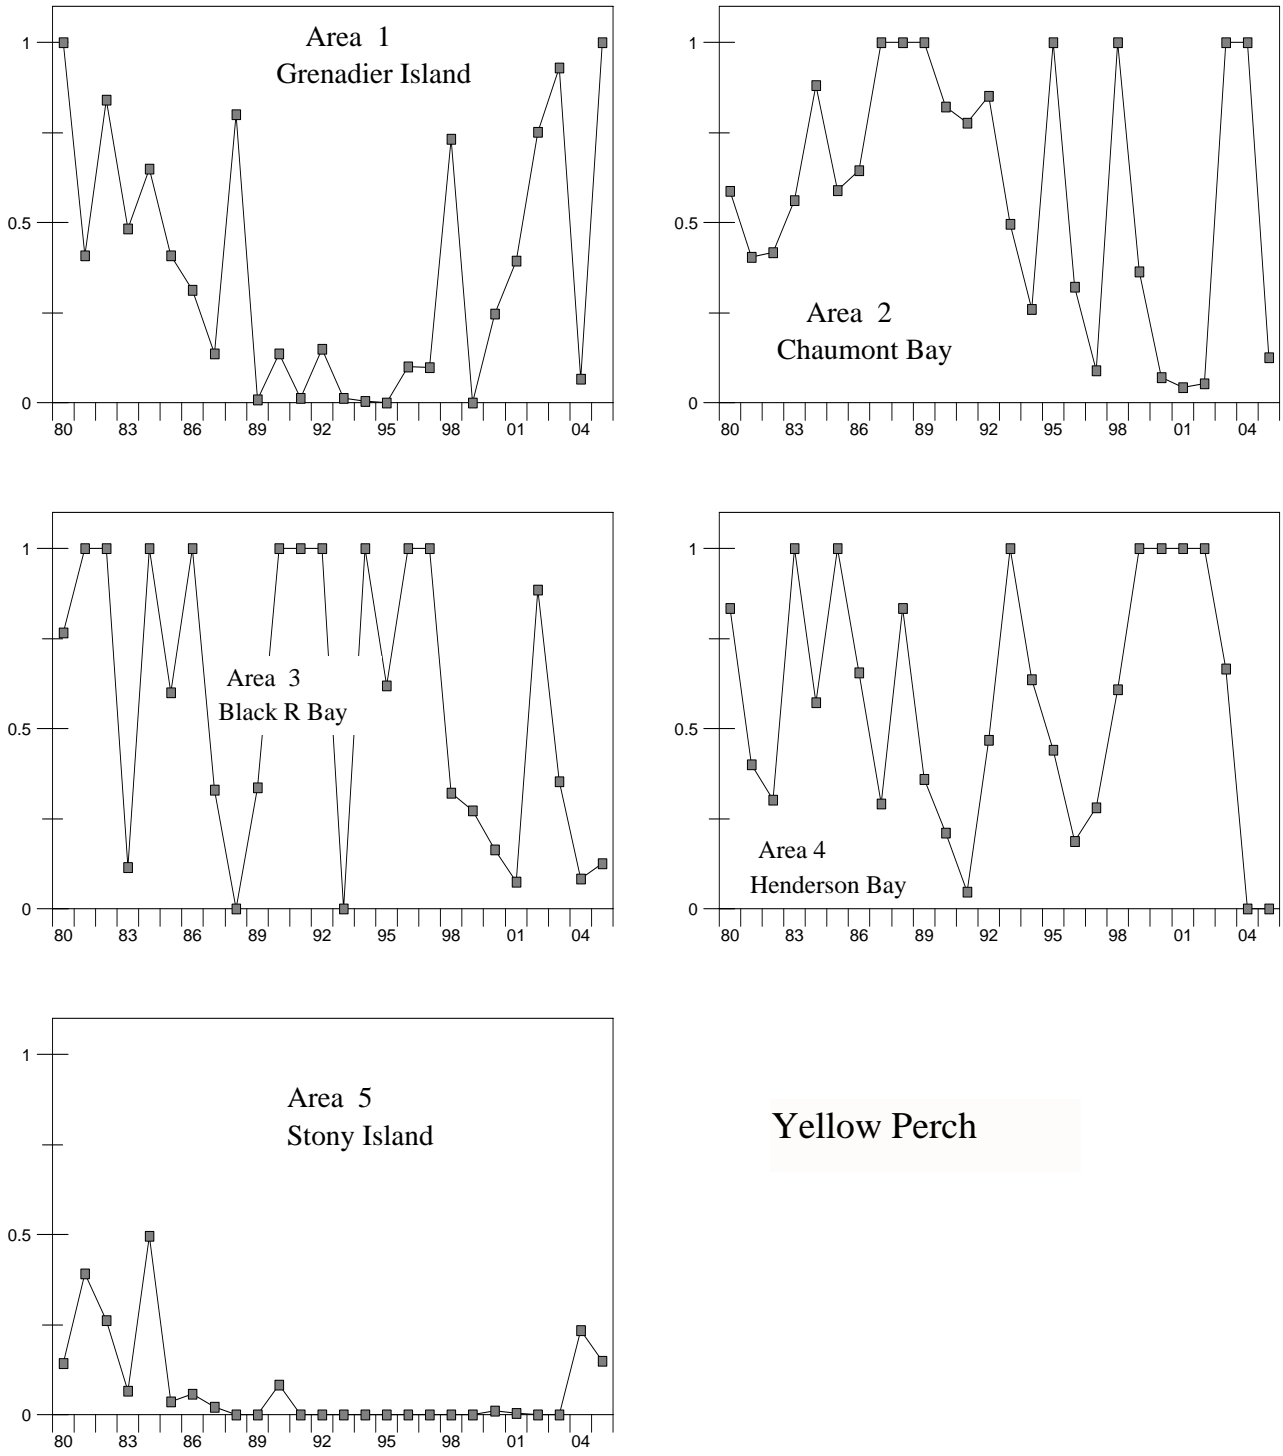 Area 1
Grenadier Island
1
0.5
0
80 83 86 89 92 95 98 01 04
Area 2
Chaumont Bay
1
0.5
0
80 83 86 89 92 95 98 01 04
Area 3
Black R Bay
1
0.5
0
80 83 86 89 92 95 98 01 04
Area 4
Henderson Bay
1
0.5
0
80 83 86 89 92 95 98 01 04
Area 5
Stony Island
1
0.5
0
80 83 86 89 92 95 98 01 04
Yellow Perch